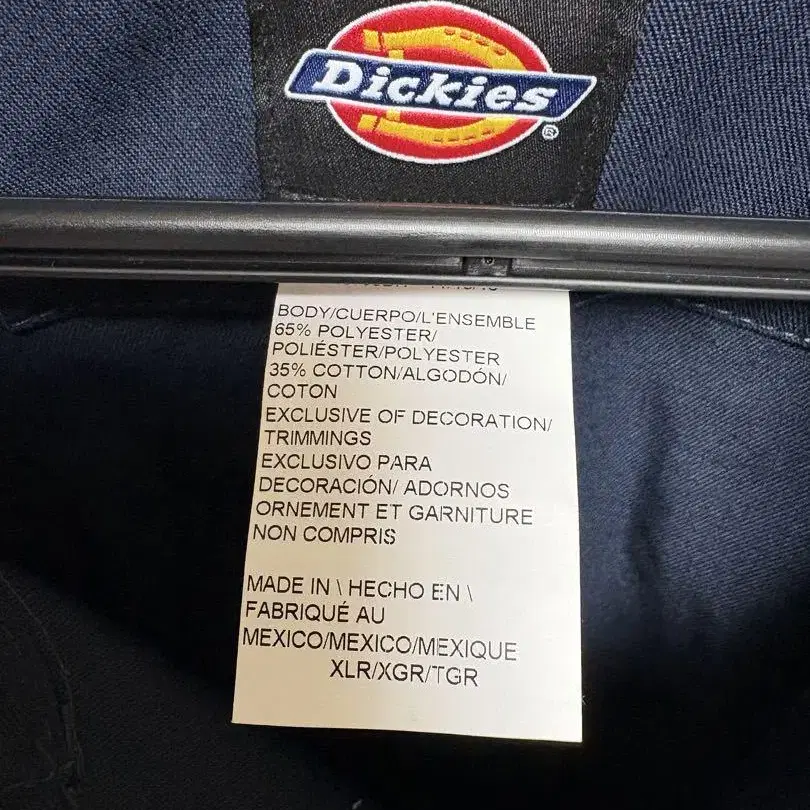 Dickies
®
BODY/CUERPO/L'ENSEMBLE
65% POLYESTER/
POLIÉSTER/POLYESTER
35% COTTON/ALGODÓN/
COTON
EXCLUSIVE OF DECORATION/
TRIMMINGS
EXCLUSIVO PARA
DECORACIÓN/ ADORNOS
ORNEMENT ET GARNITURE
NON COMPRIS
MADE IN \ HECHO EN \
FABRIQUÉ AU
MEXICO/MEXICO/MEXIQUE
XLR/XGR/TGR